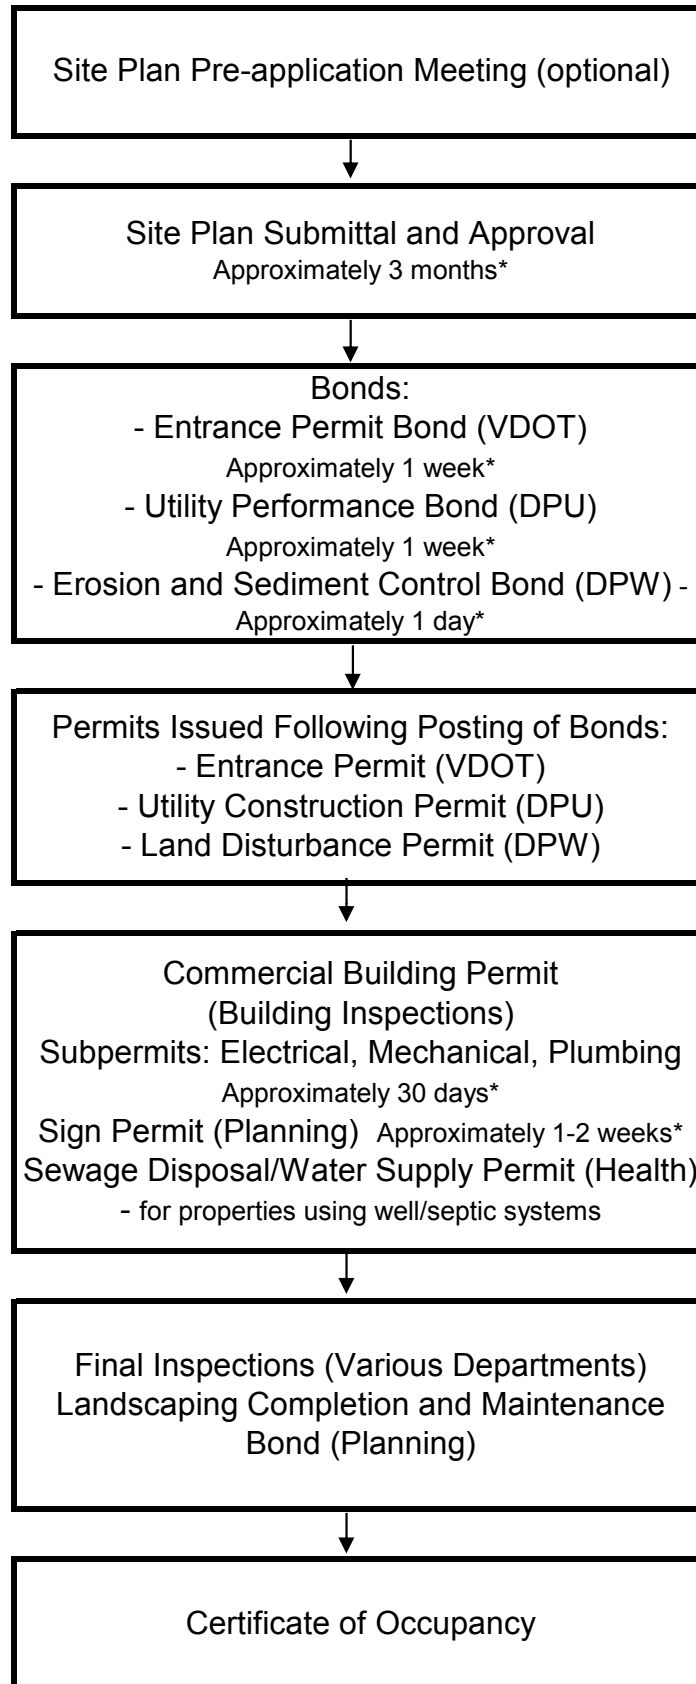 Site Plan Pre-application Meeting (optional)
Site Plan Submittal and Approval
Approximately 3 months*
Bonds:
- Entrance Permit Bond (VDOT)
Approximately 1 week*
- Utility Performance Bond (DPU)
Approximately 1 week*
- Erosion and Sediment Control Bond (DPW) -
Approximately 1 day*
Permits Issued Following Posting of Bonds:
- Entrance Permit (VDOT)
- Utility Construction Permit (DPU)
- Land Disturbance Permit (DPW)
Commercial Building Permit
(Building Inspections)
Subpermits: Electrical, Mechanical, Plumbing
Approximately 30 days*
Sign Permit (Planning) Approximately 1-2 weeks*
Sewage Disposal/Water Supply Permit (Health)
- for properties using well/septic systems
Final Inspections (Various Departments)
Landscaping Completion and Maintenance
Bond (Planning)
Certificate of Occupancy